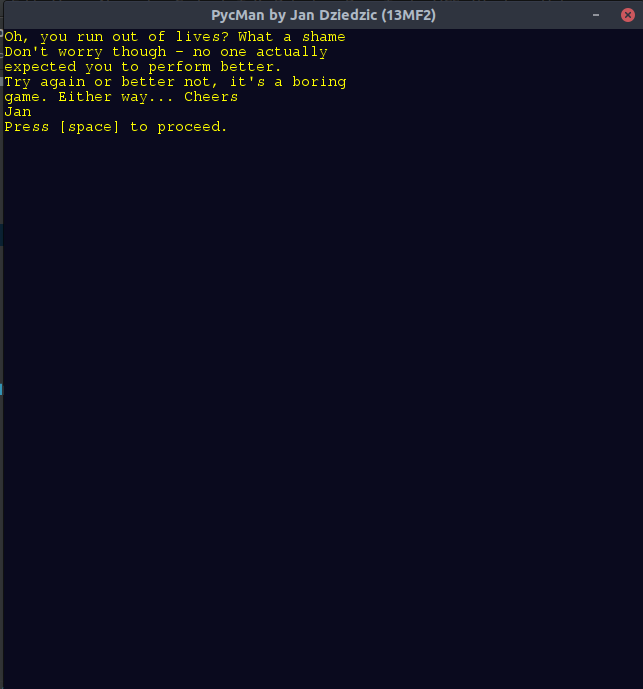 PycMan by Jan Dziedzic (13MF2)
Oh, you run out of lives? What a shame
Don't worry though - no one actually
expected you to perform better.
Try again or better not, it's a boring
game. Either way... Cheers
Jan
Press [space] to proceed.